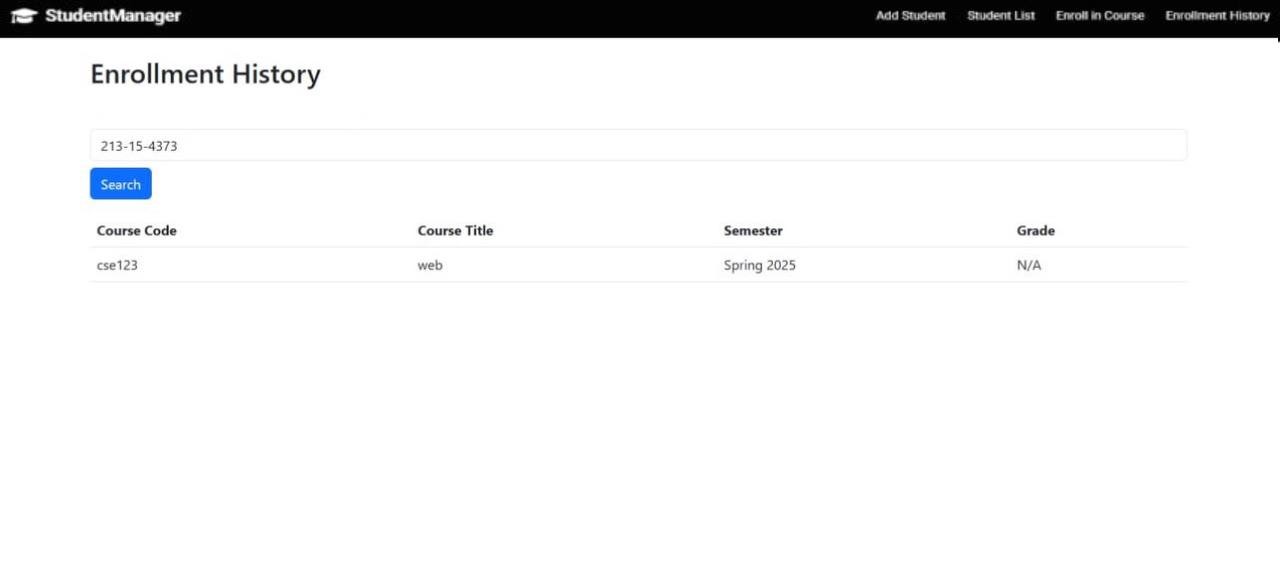 StudentManager Add Student Student List Enroll in Course Enrollment History
Enrollment History
213-15-4373
Search
Course Code Course Title Semester Grade
cse123 web Spring 2025 N/A